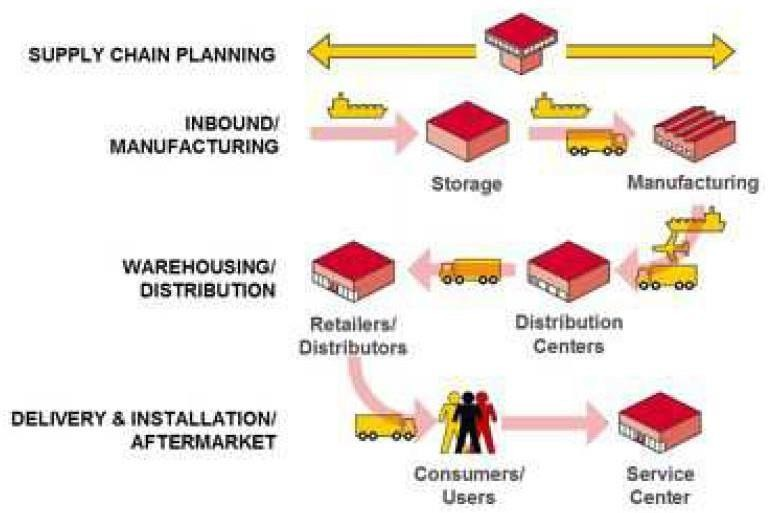 SUPPLY CHAIN PLANNING
INBOUND/
MANUFACTURING
Storage
Manufacturing
WAREHOUSING/
DISTRIBUTION
Retailers/
Distributors
Distribution
Centers
DELIVERY & INSTALLATION/
AFTERMARKET
Consumers/
Users
Service
Center